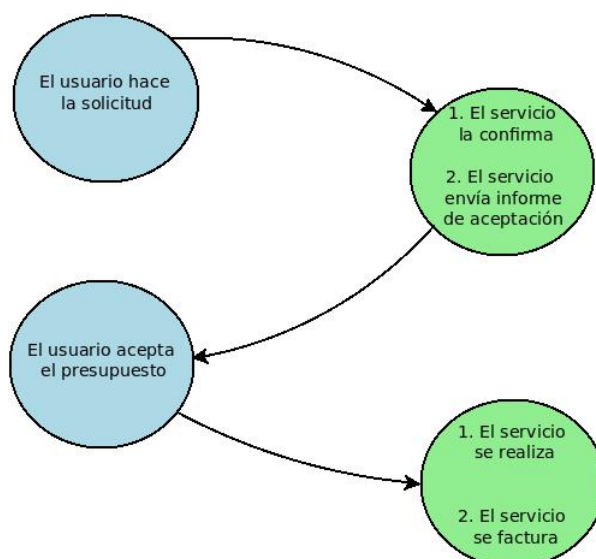 El usuario hace
la solicitud
1. El servicio
la confirma
2. El servicio
envía informe
de aceptación
El usuario acepta
el presupuesto
1. El servicio
se realiza
2. El servicio
se factura